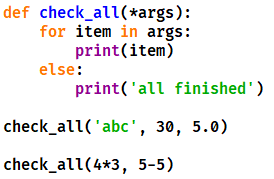 def check_all(*args):
    for item in args:
        print(item)
    else:
        print('all finished')
check_all('abc', 30, 5.0)
check_all(4*3, 5-5)